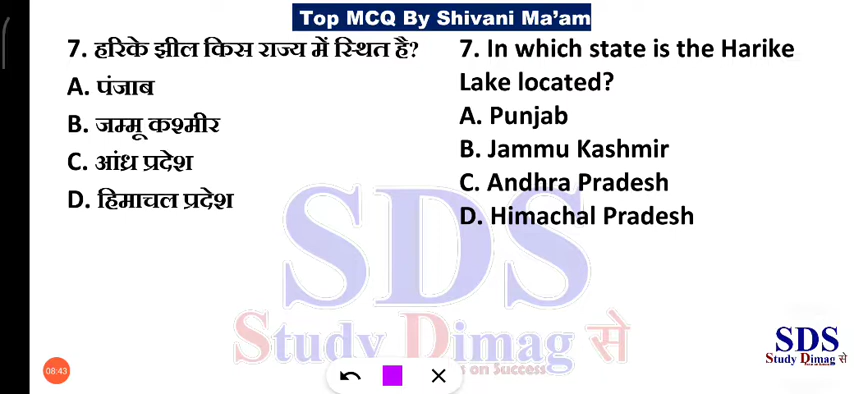 Top MCQ By Shivani Ma'am
7. हरिके झील किस राज्य में स्थित है?
A. पंजाब
B. जम्मू कश्मीर
C. आंध्र प्रदेश
D. हिमाचल प्रदेश
7. In which state is the Harike
Lake located?
A. Punjab
B. Jammu Kashmir
C. Andhra Pradesh
D. Himachal Pradesh
SDS
Study Dimag से
on Success
SDS
Study Dimag से
08:43